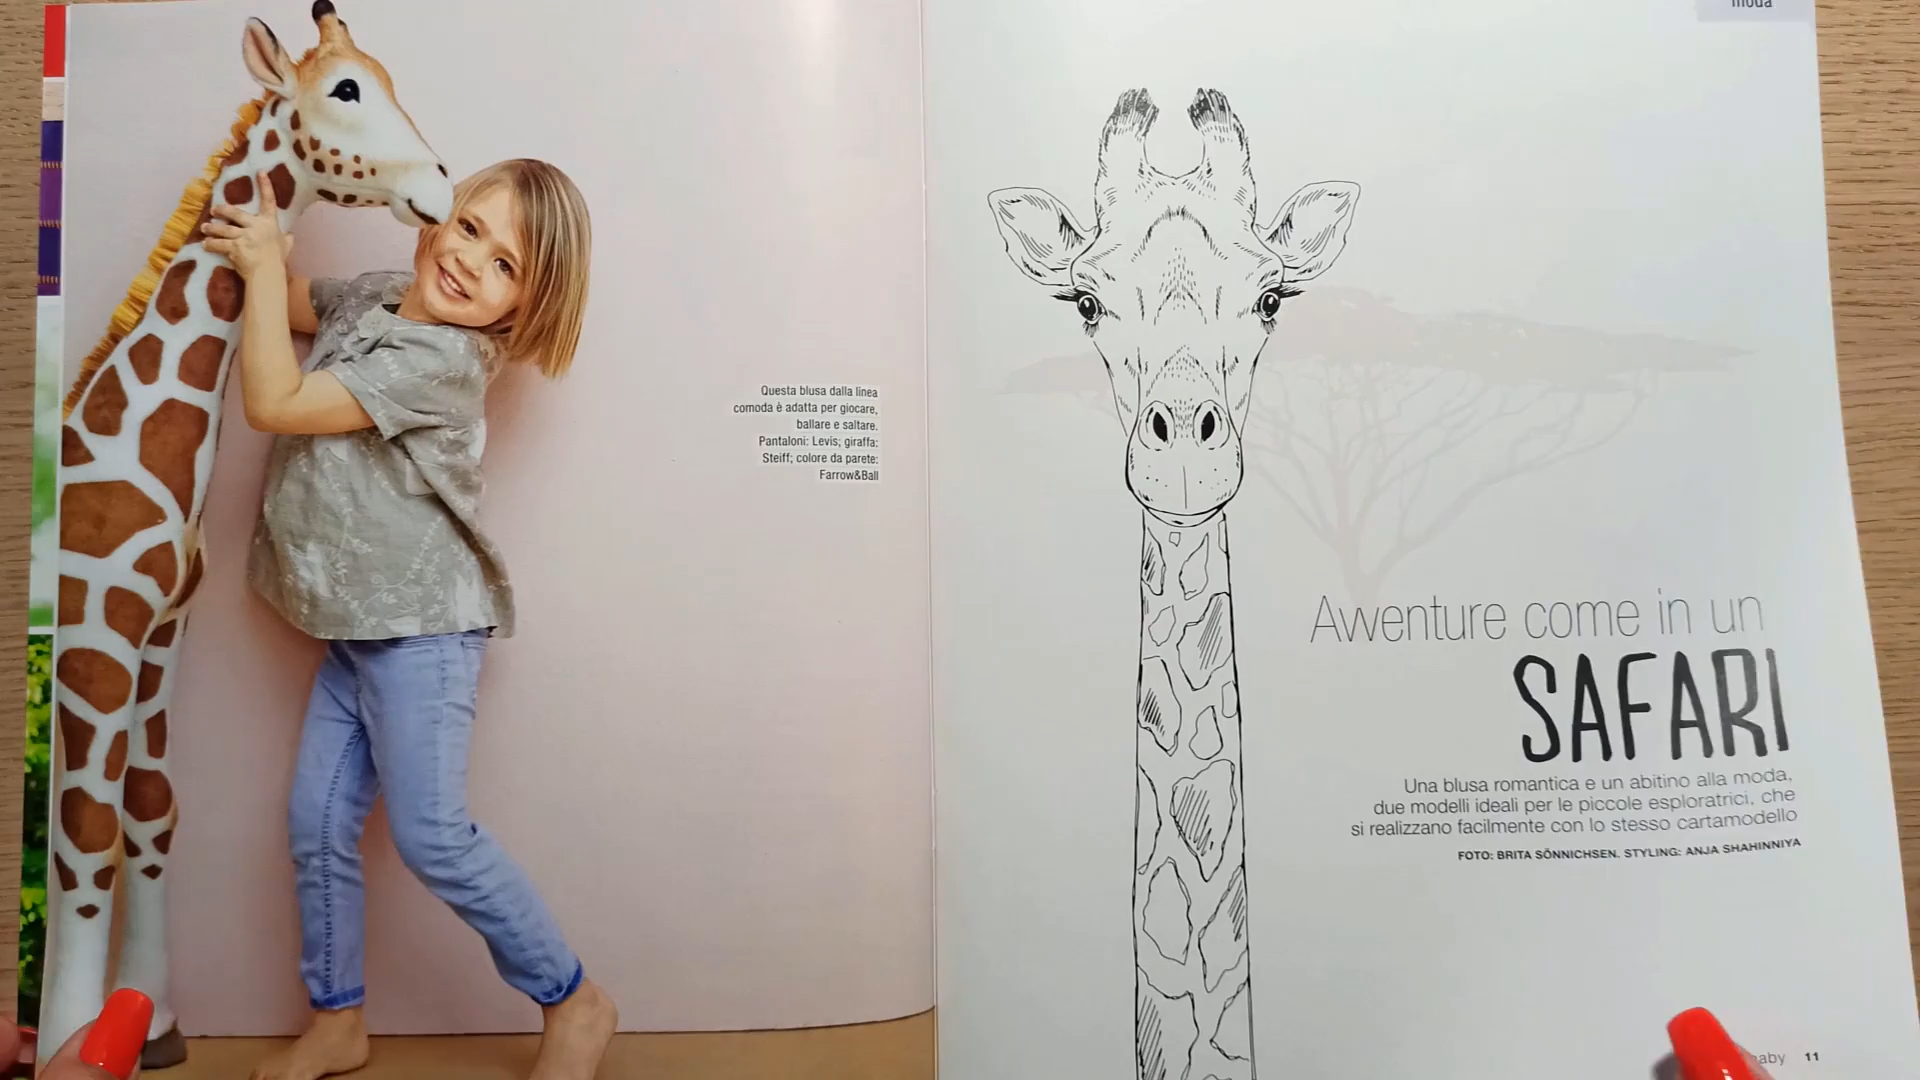 Questa blusa dalla linea
comoda è adatta per giocare,
ballare e saltare.
Pantaloni: Levis; giraffa:
Steiff; colore da parete:
Farrow&Ball
moda
Avventure come in un
SAFARI
Una blusa romantica e un abitino alla moda,
due modelli ideali per le piccole esploratrici, che
si realizzano facilmente con lo stesso cartamodello
FOTO: BRITA SÖNNICHSEN. STYLING: ANJA SHAHINNIYA
baby 11